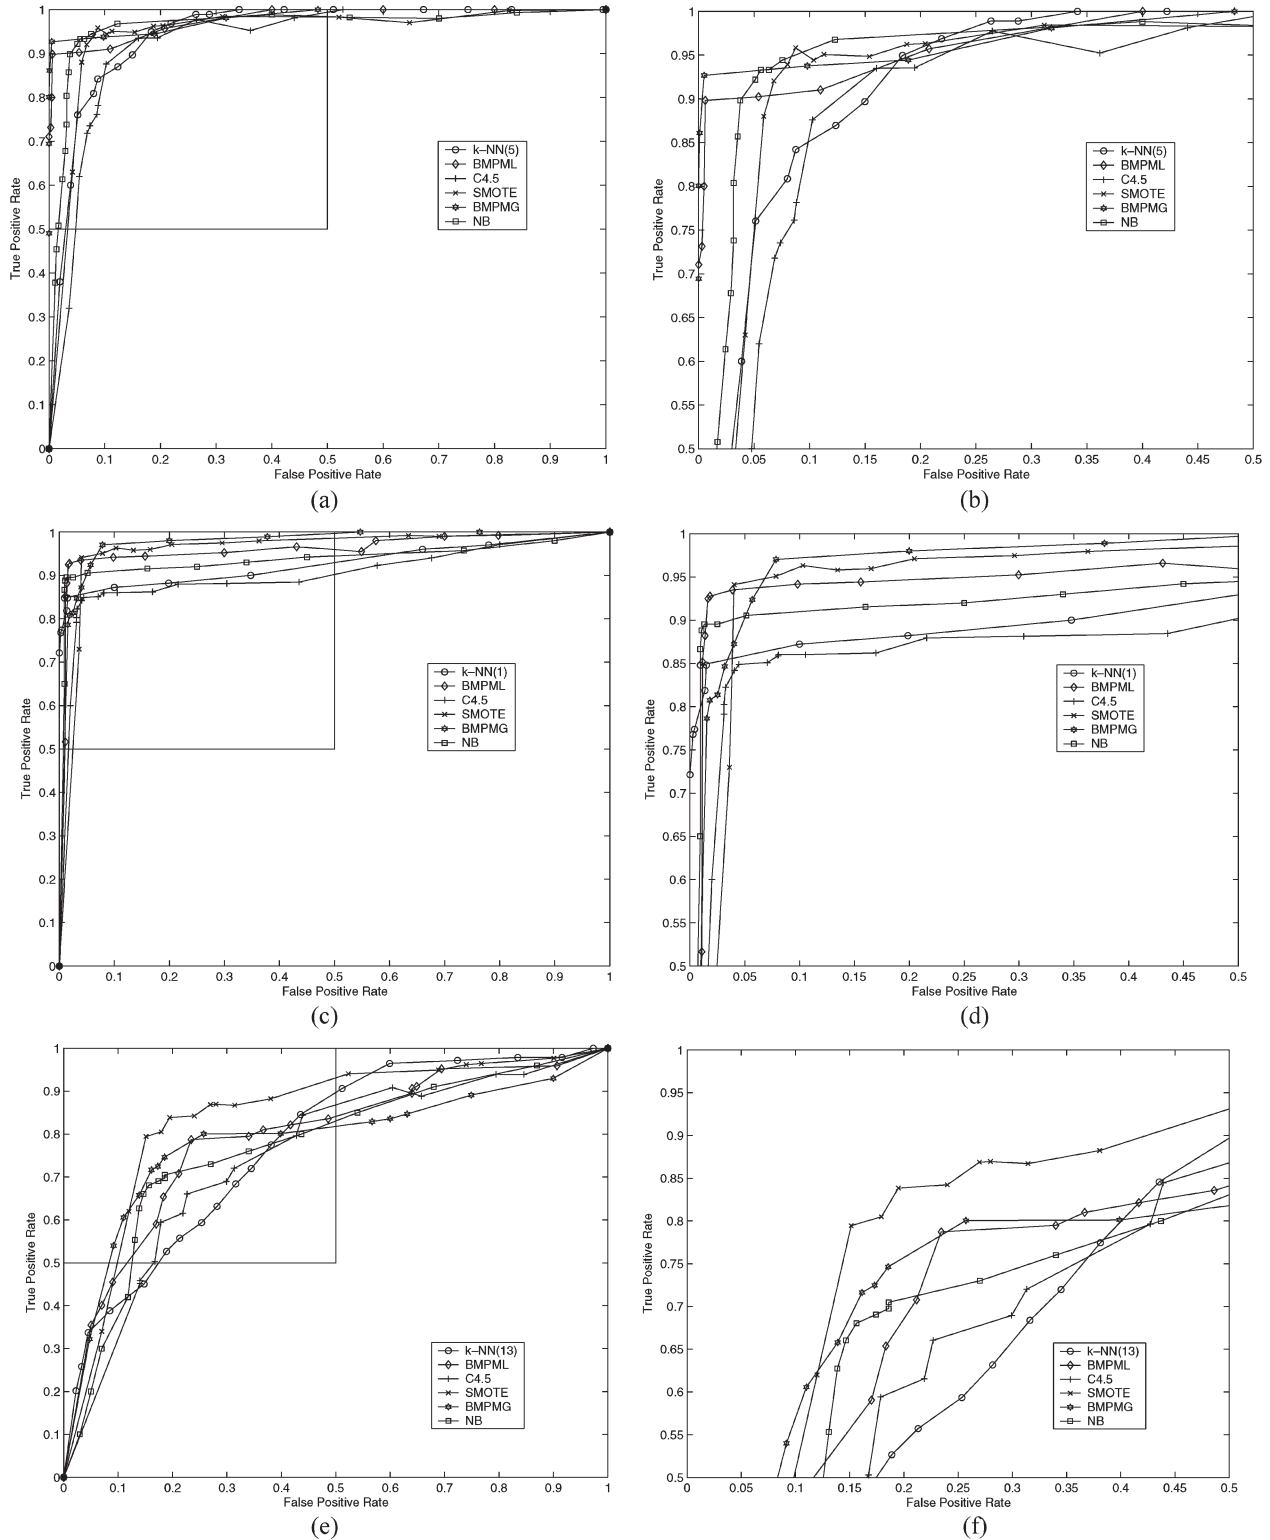 1
0.9
0.8
0.7
0.6
0.5
0.4
0.3
0.2
0.1
0
True Positive Rate
k–NN(5)
BMPML
C4.5
SMOTE
BMPMG
NB
0 0.1 0.2 0.3 0.4 0.5 0.6 0.7 0.8 0.9 1
False Positive Rate
(a)
1
0.95
0.9
0.85
0.8
0.75
0.7
0.65
0.6
0.55
0.5
True Positive Rate
k–NN(5)
BMPML
C4.5
SMOTE
BMPMG
NB
0 0.05 0.1 0.15 0.2 0.25 0.3 0.35 0.4 0.45 0.5
False Positive Rate
(b)
1
0.9
0.8
0.7
0.6
0.5
0.4
0.3
0.2
0.1
0
True Positive Rate
k–NN(1)
BMPML
C4.5
SMOTE
BMPMG
NB
0 0.1 0.2 0.3 0.4 0.5 0.6 0.7 0.8 0.9 1
False Positive Rate
(c)
1
0.95
0.9
0.85
0.8
0.75
0.7
0.65
0.6
0.55
0.5
True Positive Rate
k–NN(1)
BMPML
C4.5
SMOTE
BMPMG
NB
0 0.05 0.1 0.15 0.2 0.25 0.3 0.35 0.4 0.45 0.5
False Positive Rate
(d)
1
0.9
0.8
0.7
0.6
0.5
0.4
0.3
0.2
0.1
0
True Positive Rate
k–NN(13)
BMPML
C4.5
SMOTE
BMPMG
NB
0 0.1 0.2 0.3 0.4 0.5 0.6 0.7 0.8 0.9 1
False Positive Rate
(e)
1
0.95
0.9
0.85
0.8
0.75
0.7
0.65
0.6
0.55
0.5
True Positive Rate
k–NN(13)
BMPML
C4.5
SMOTE
BMPMG
NB
0 0.05 0.1 0.15 0.2 0.25 0.3 0.35 0.4 0.45 0.5
False Positive Rate
(f)